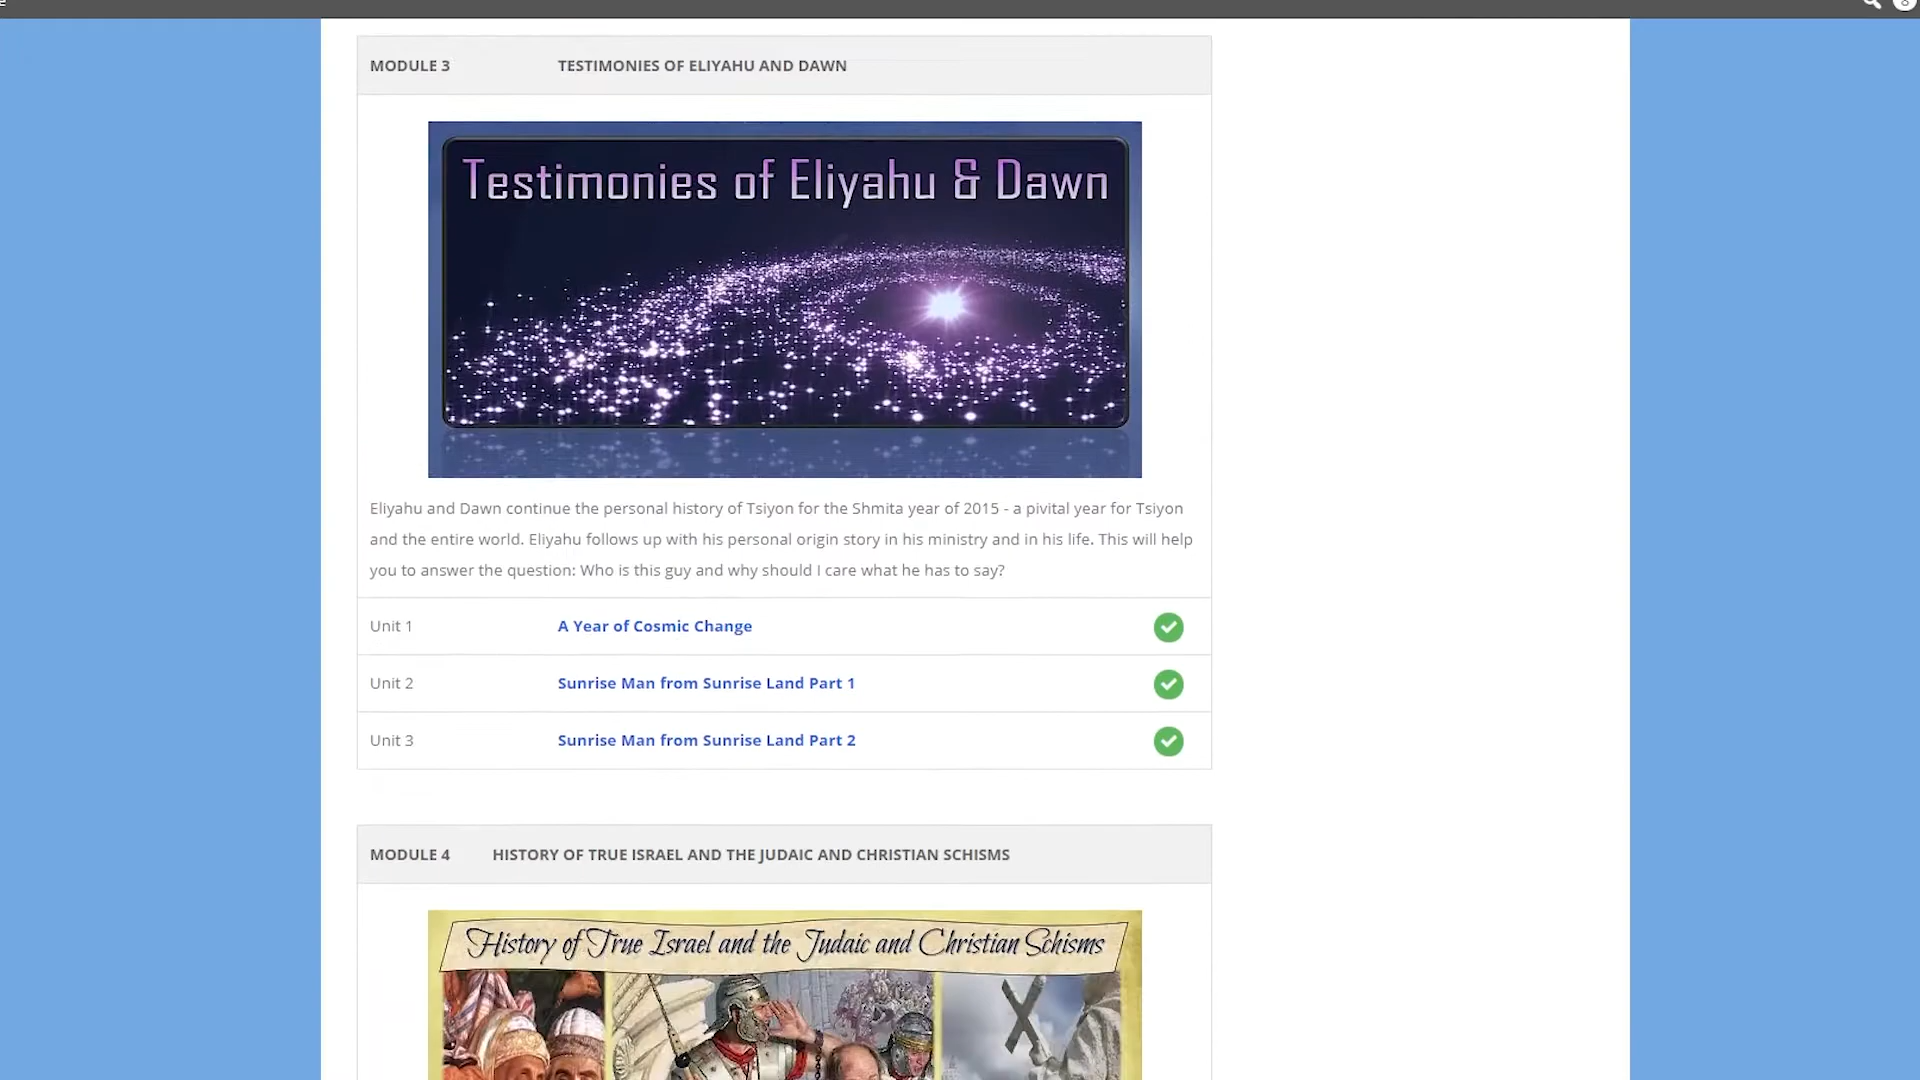 e
MODULE 3 TESTIMONIES OF ELIYAHU AND DAWN
Testimonies of Eliyahu & Dawn
Eliyahu and Dawn continue the personal history of Tsiyon for the Shmita year of 2015 - a pivital year for Tsiyon
and the entire world. Eliyahu follows up with his personal origin story in his ministry and in his life. This will help
you to answer the question: Who is this guy and why should I care what he has to say?
Unit 1 A Year of Cosmic Change
Unit 2 Sunrise Man from Sunrise Land Part 1
Unit 3 Sunrise Man from Sunrise Land Part 2
MODULE 4 HISTORY OF TRUE ISRAEL AND THE JUDAIC AND CHRISTIAN SCHISMS
History of True Israel and the Judaic and Christian Schisms